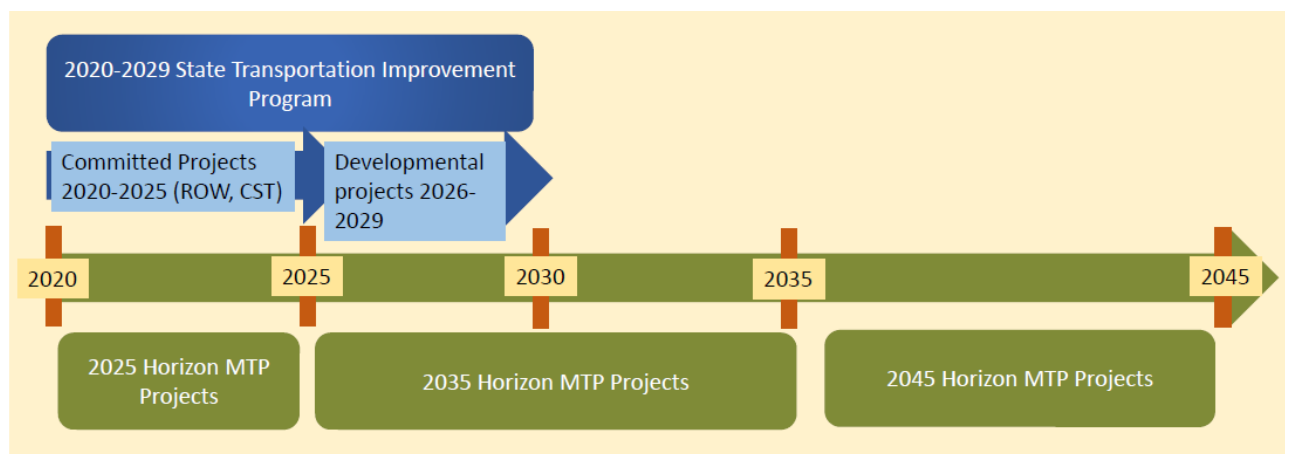 2020-2029 State Transportation Improvement
Program
Committed Projects
2020-2025 (ROW, CST)
Developmental
projects 2026-
2029
2020
2025
2030
2035
2045
2025 Horizon MTP
Projects
2035 Horizon MTP Projects
2045 Horizon MTP Projects